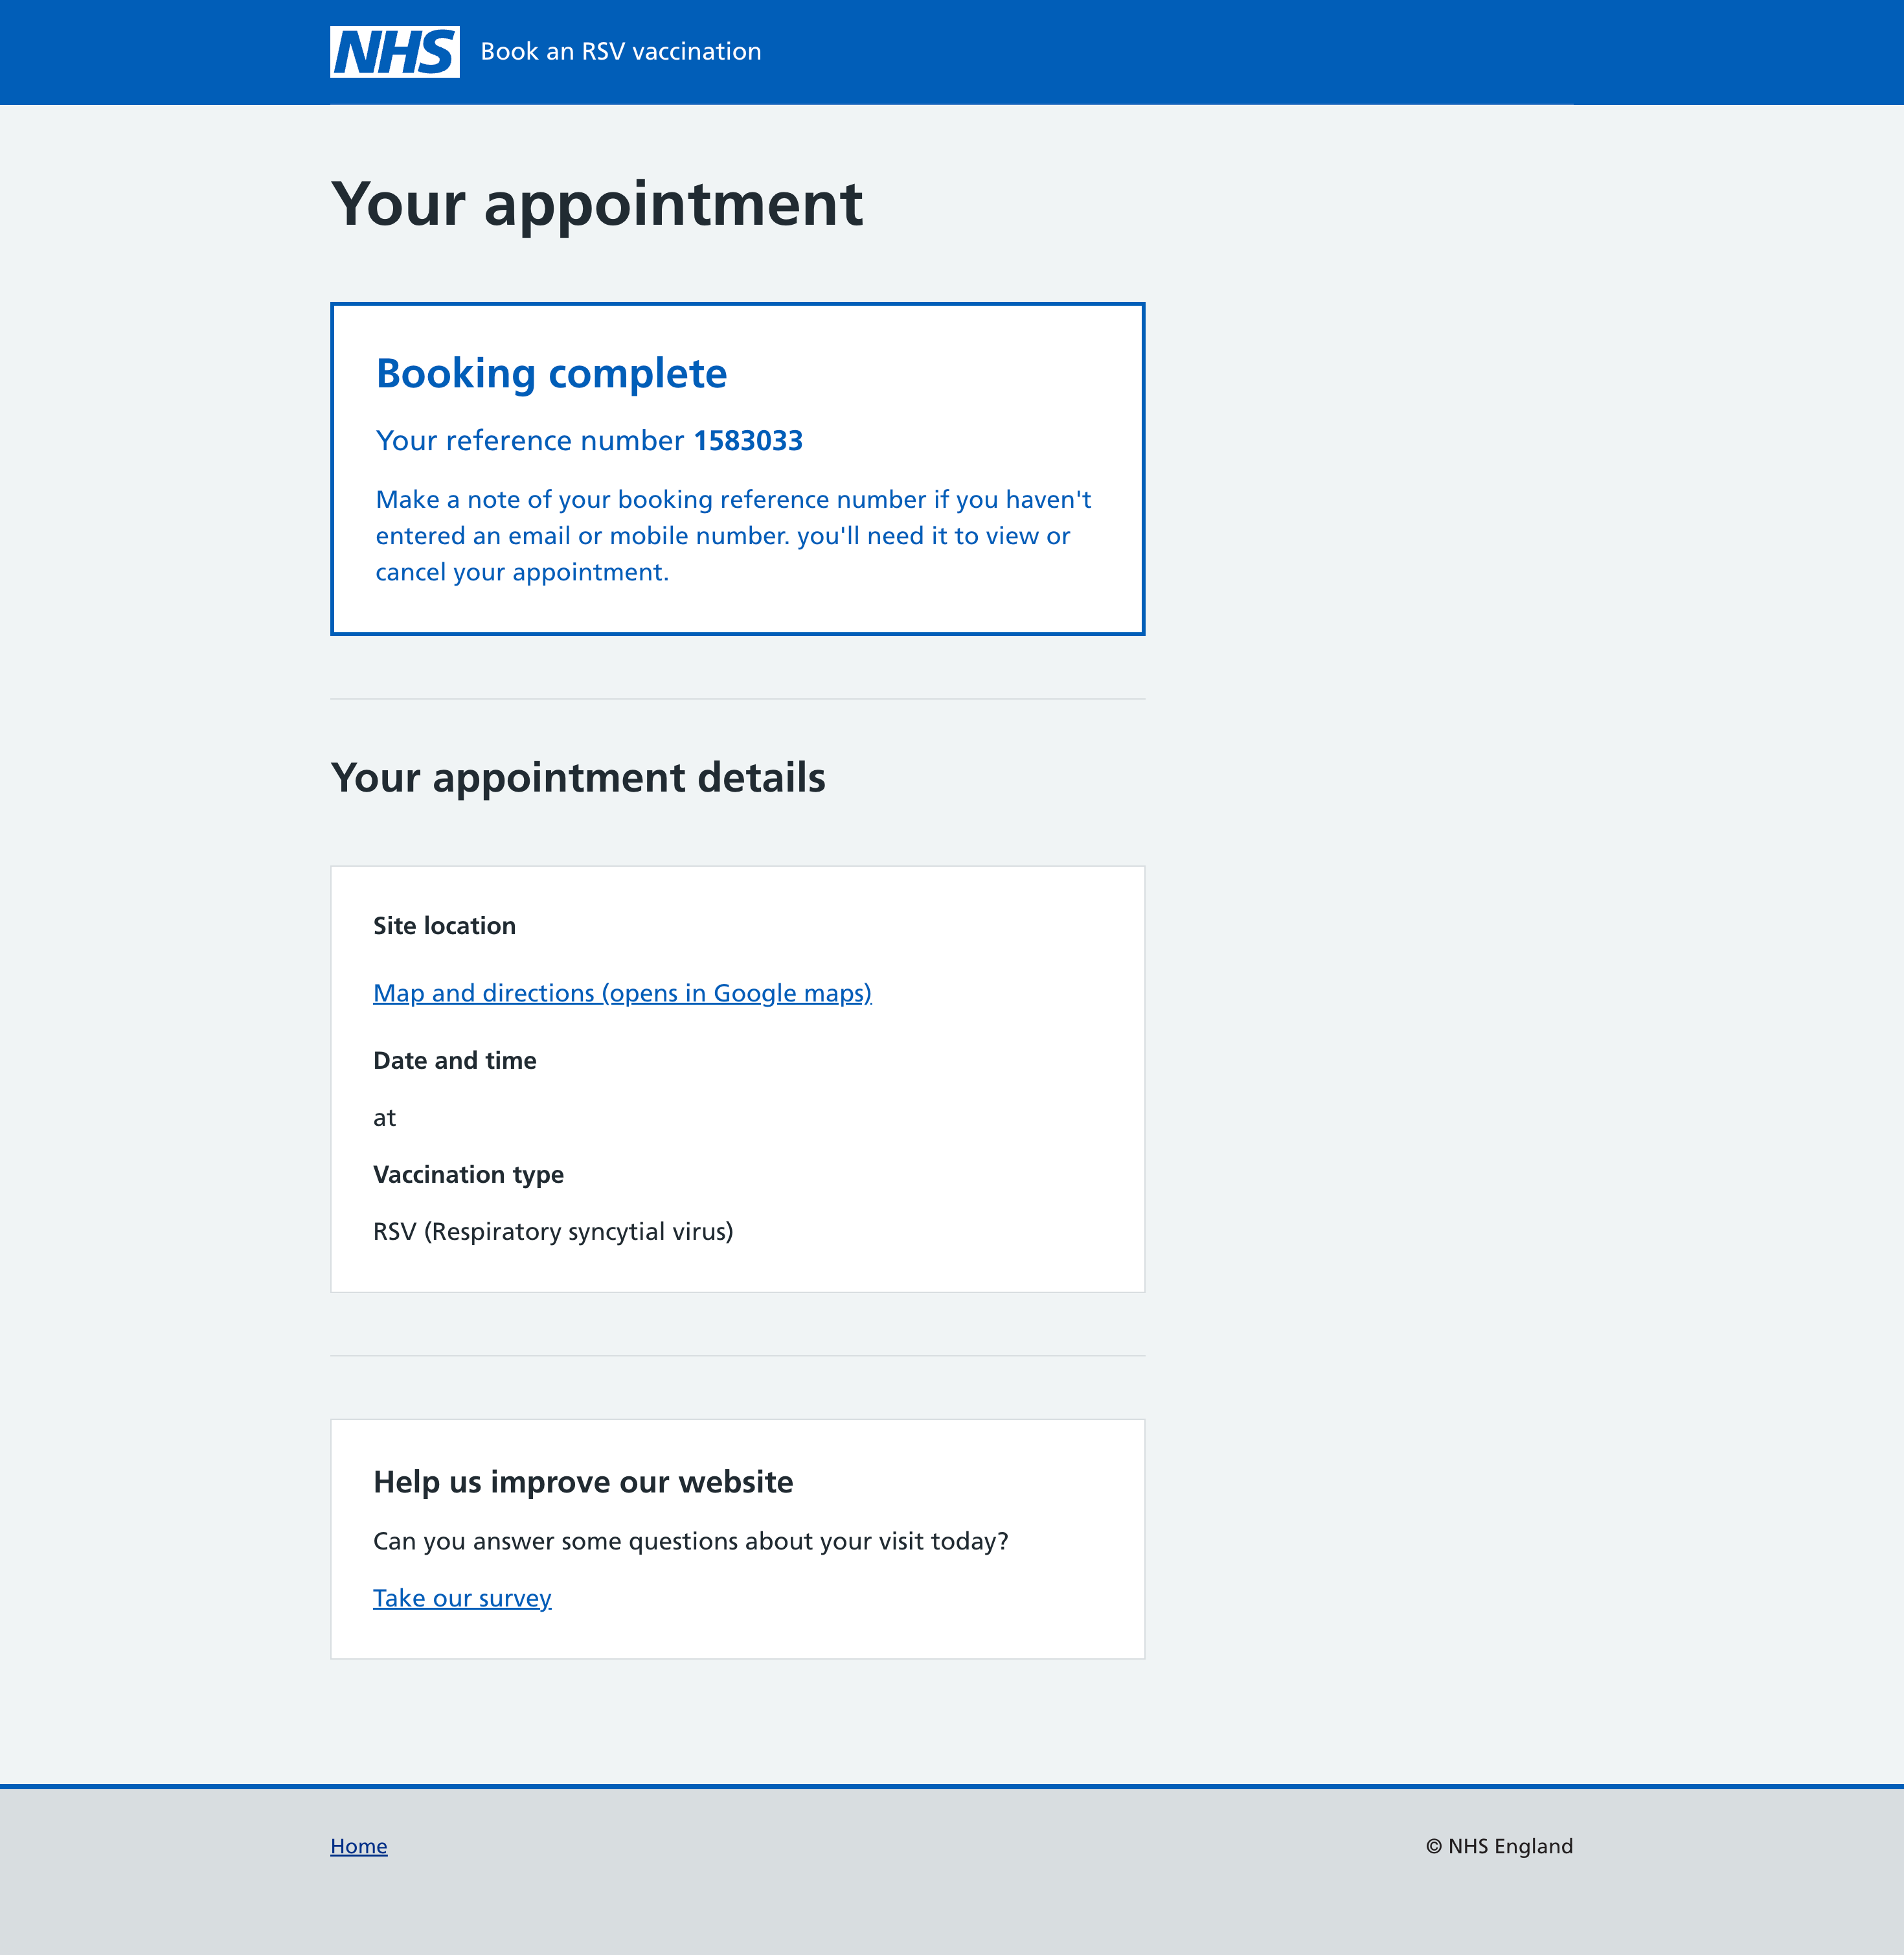 NHS Book an RSV vaccination
Your appointment
Booking complete
Your reference number 1583033
Make a note of your booking reference number if you haven't
entered an email or mobile number. you'll need it to view or
cancel your appointment.
Your appointment details
Site location
Map and directions (opens in Google maps)
Date and time
at
Vaccination type
RSV (Respiratory syncytial virus)
Help us improve our website
Can you answer some questions about your visit today?
Take our survey
Home
© NHS England